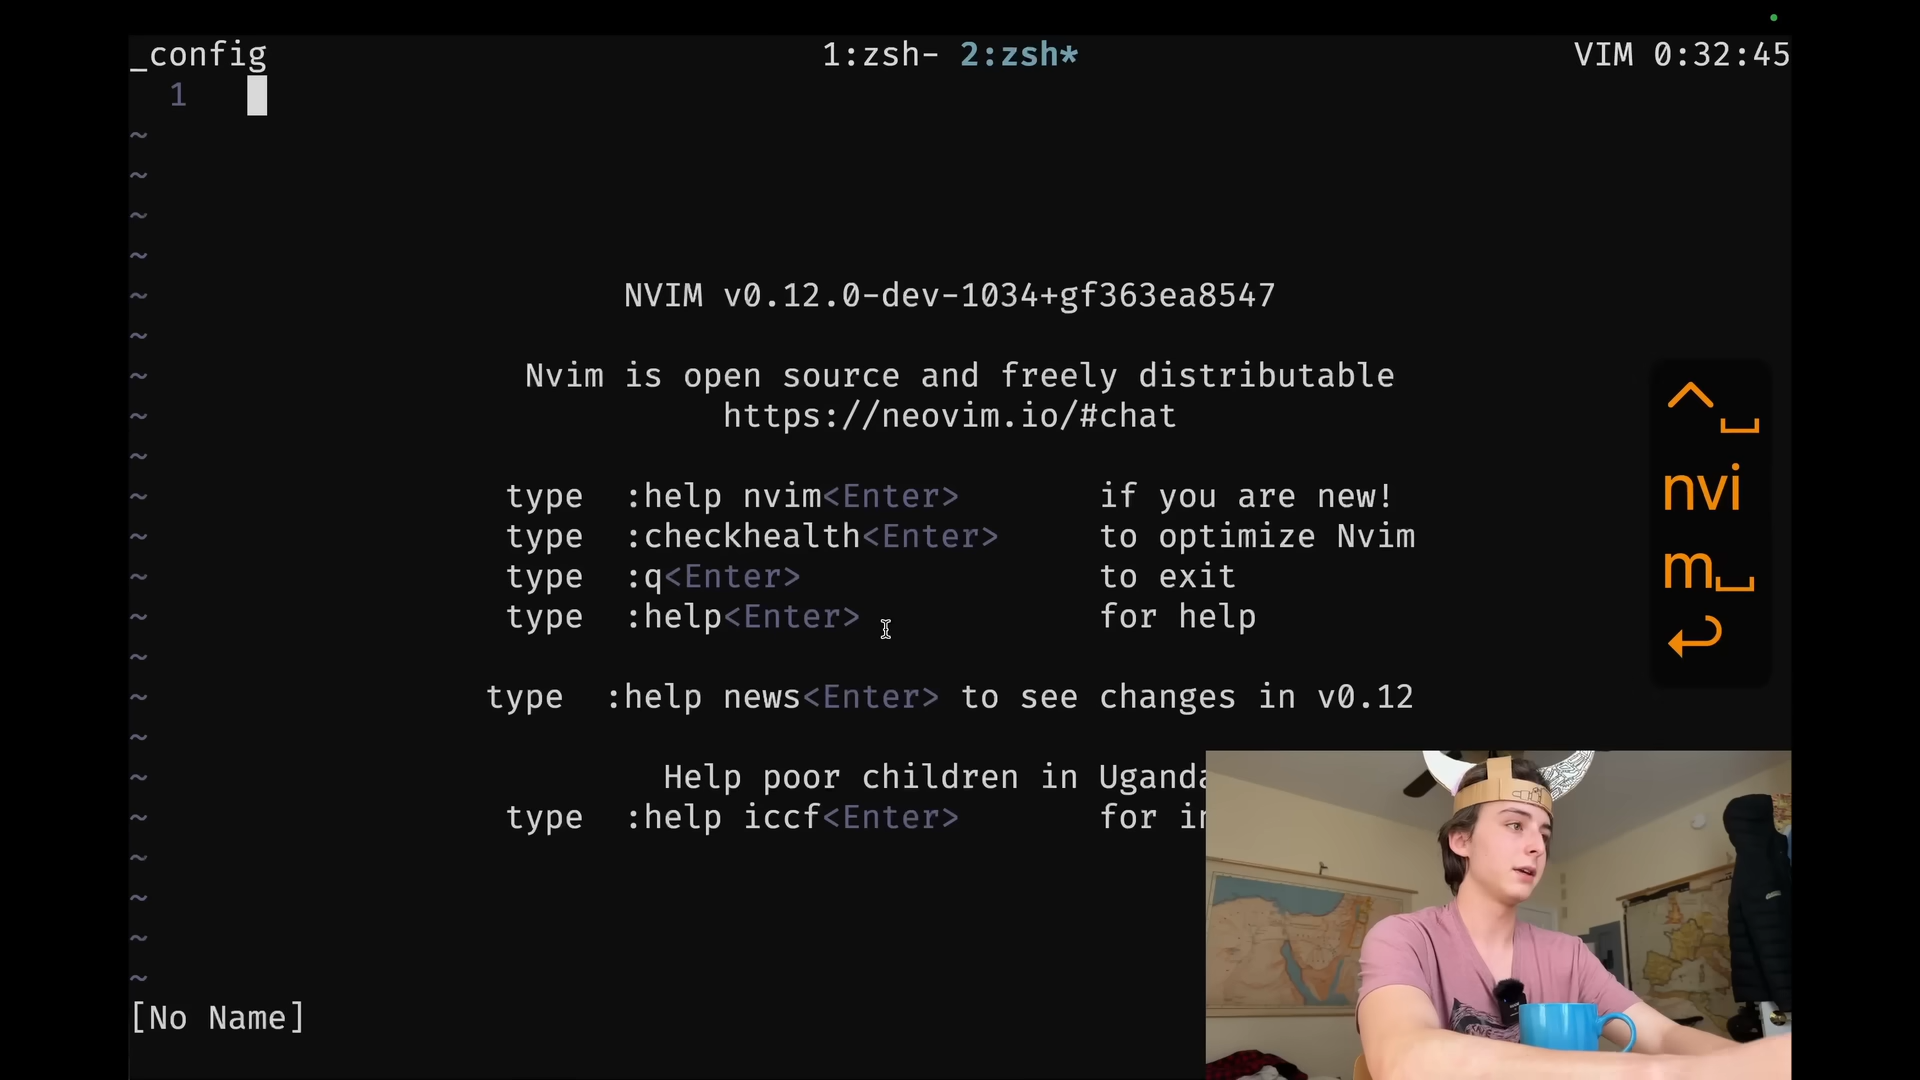 _config 1:zsh- 2:zsh* VIM 0:32:45
1
~
~
~
~
~ NVIM v0.12.0-dev-1034+gf363ea8547
~
~ Nvim is open source and freely distributable
~ https://neovim.io/#chat
~
~ type :help nvim<Enter> if you are new!
~ type :checkhealth<Enter> to optimize Nvim
~ type :q<Enter> to exit
~ type :help<Enter> for help
~
~ type :help news<Enter> to see changes in v0.12
~
~ Help poor children in Uganda
~ type :help iccf<Enter> for in
~
~
~
~
[No Name]
^␣
nvi
m␣
↩